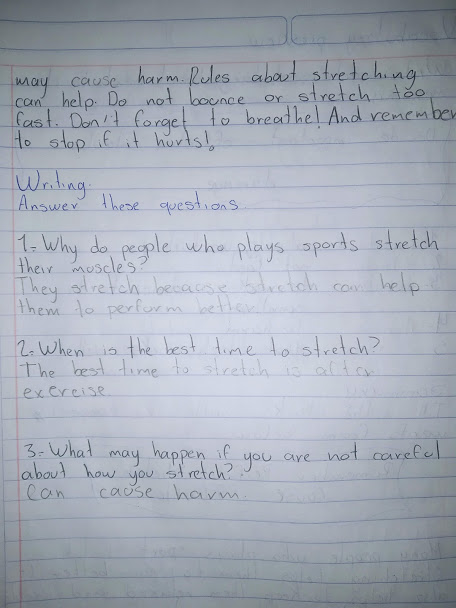 may cause harm. Rules about stretching
can help. Do not bounce or stretch too
fast. Don't forget to breathe! And remember
to stop if it hurts!
Writing.
Answer these questions
1= Why do people who plays sports stretch
their muscles?
They stretch because stretch can help
them to perform better
2= When is the best time to stretch?
The best time to stretch is after
exercise
3= What may happen if you are not careful
about how you stretch?
Can cause harm.